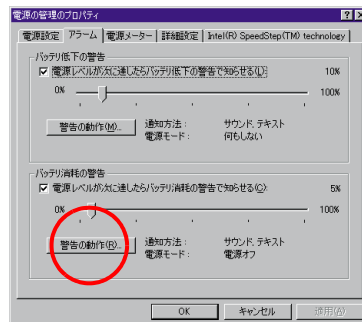 電源の管理のプロパティ
電源設定 アラーム 電源メーター 詳細設定 Intel(R) SpeedStep(TM) technology
バッテリ低下の警告
電源レベルが次に達したらバッテリ低下の警告で知らせる(L): 10%
0% 100%
警告の動作(M)... 通知方法: サウンド, テキスト
電源モード: 何もしない
バッテリ消耗の警告
電源レベルが次に達したらバッテリ消耗の警告で知らせる(C): 5%
0% 100%
警告の動作(R)... 通知方法: サウンド, テキスト
電源モード: 電源オフ
OK キャンセル 適用(A)